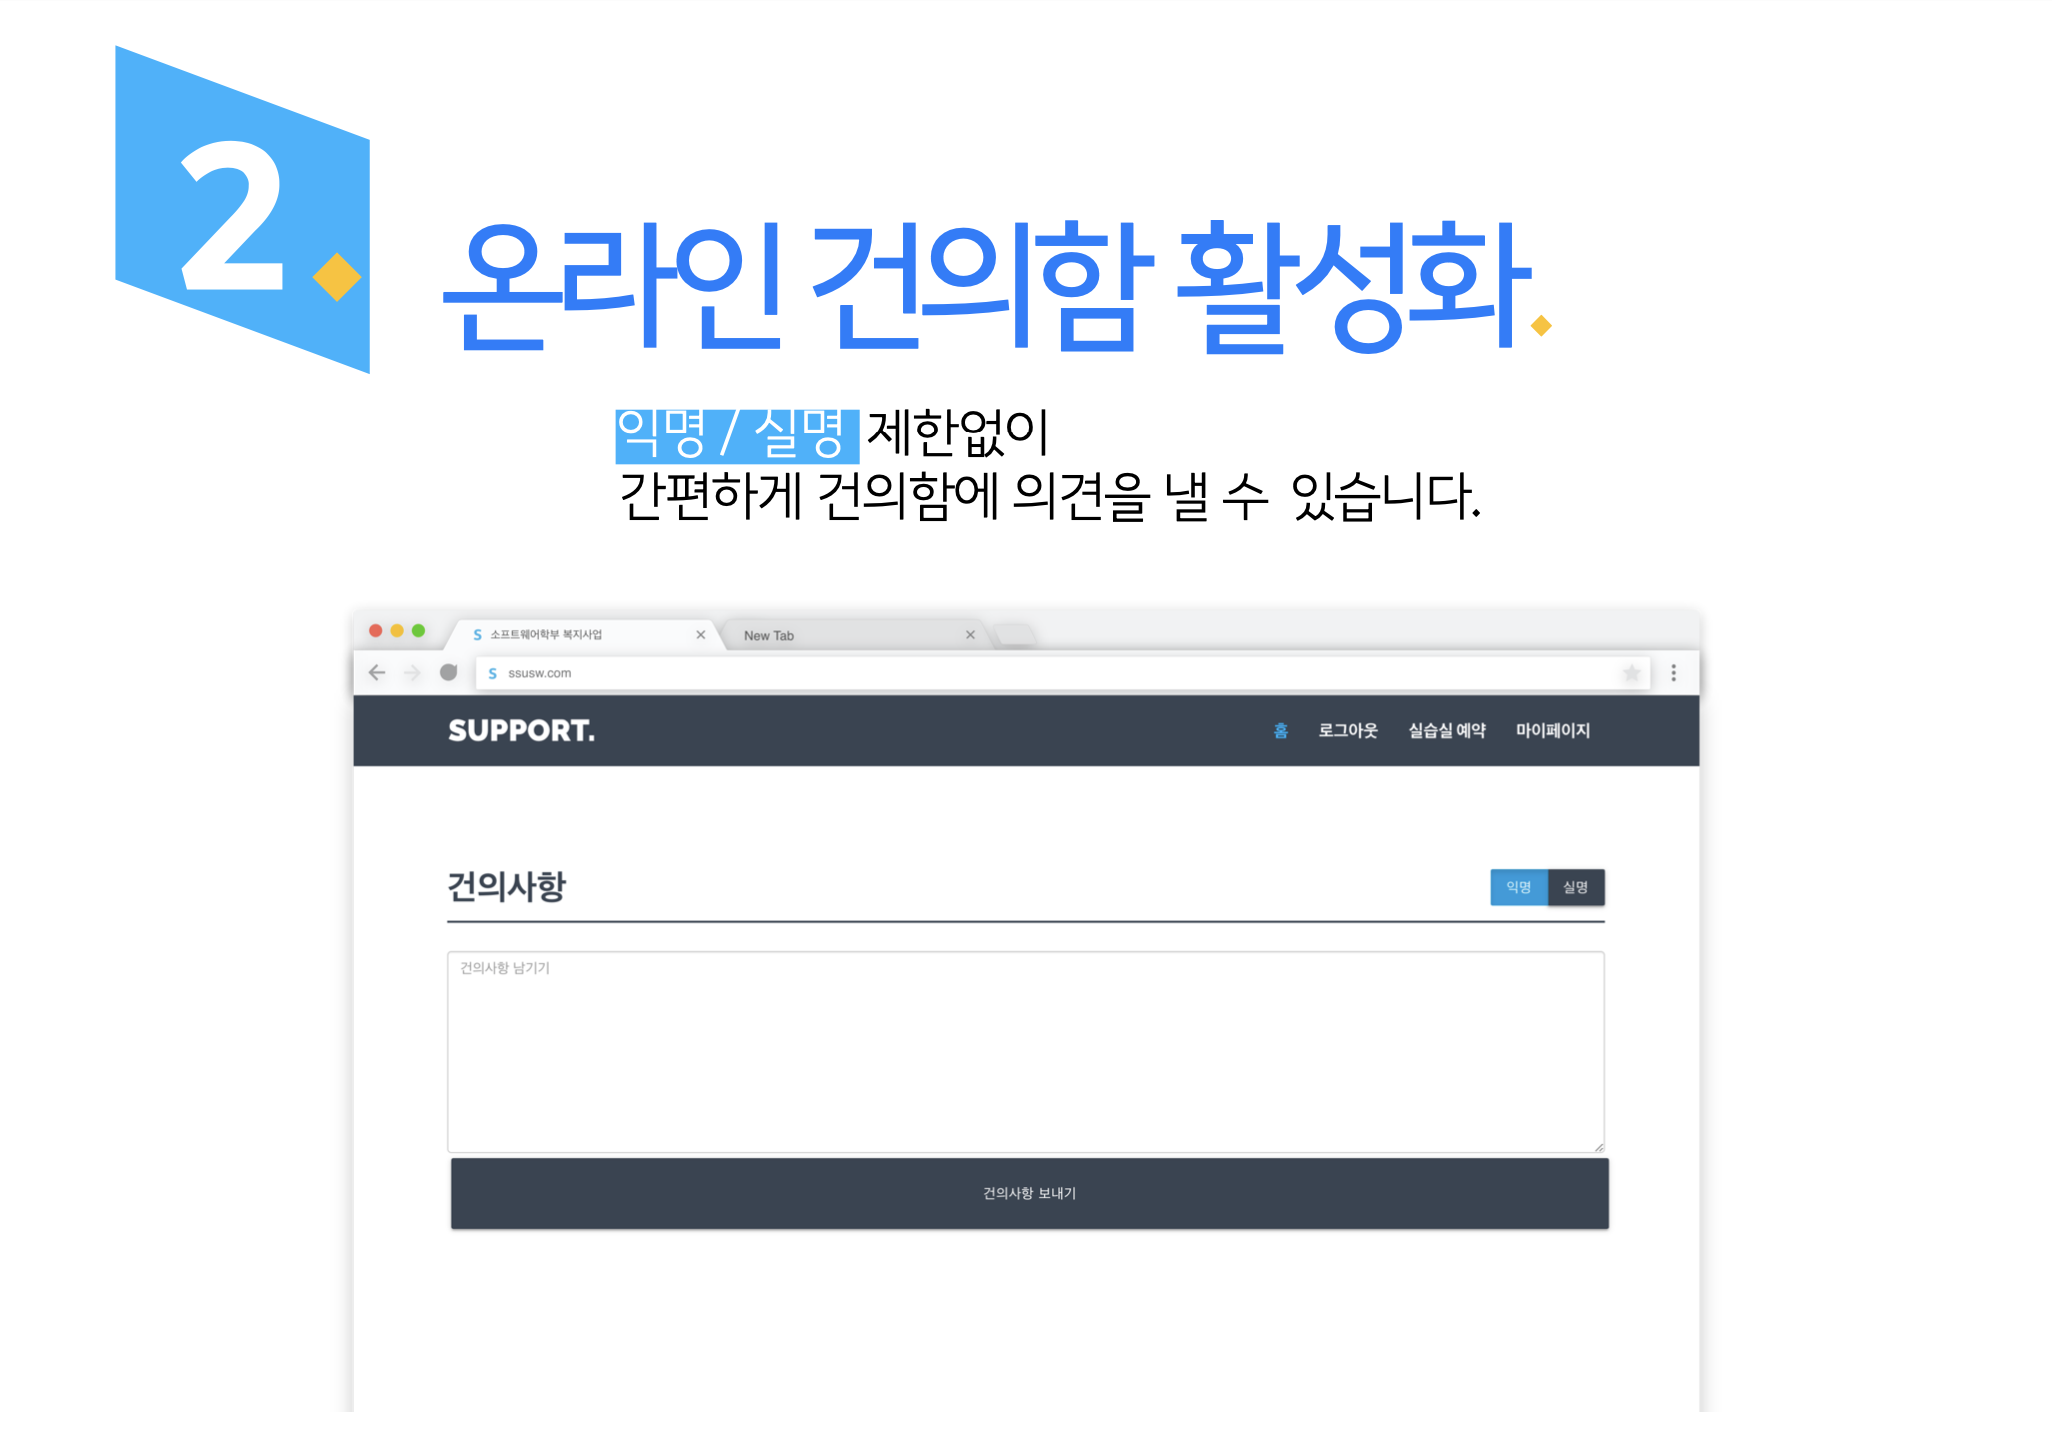 2.
온라인 건의함 활성화.
익명 / 실명 제한없이
간편하게 건의함에 의견을 낼 수 있습니다.
S 소프트웨어학부 복지사업 × New Tab ×
S ssusw.com
SUPPORT. 홈 로그아웃 실습실 예약 마이페이지
건의사항 익명 실명
건의사항 남기기
건의사항 보내기